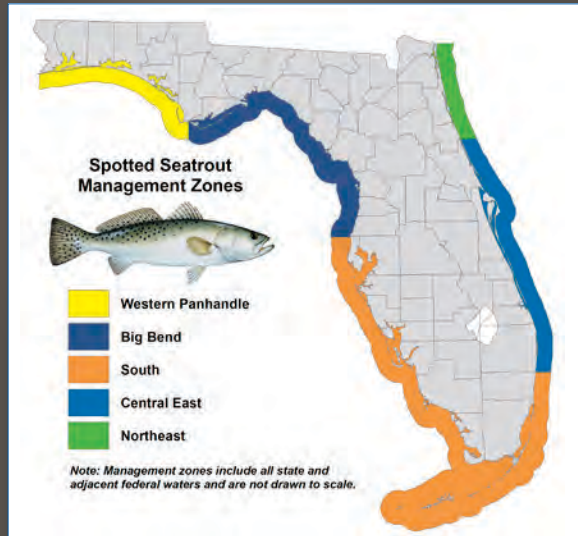 Spotted Seatrout
Management Zones
Western Panhandle
Big Bend
South
Central East
Northeast
Note: Management zones include all state and
adjacent federal waters and are not drawn to scale.